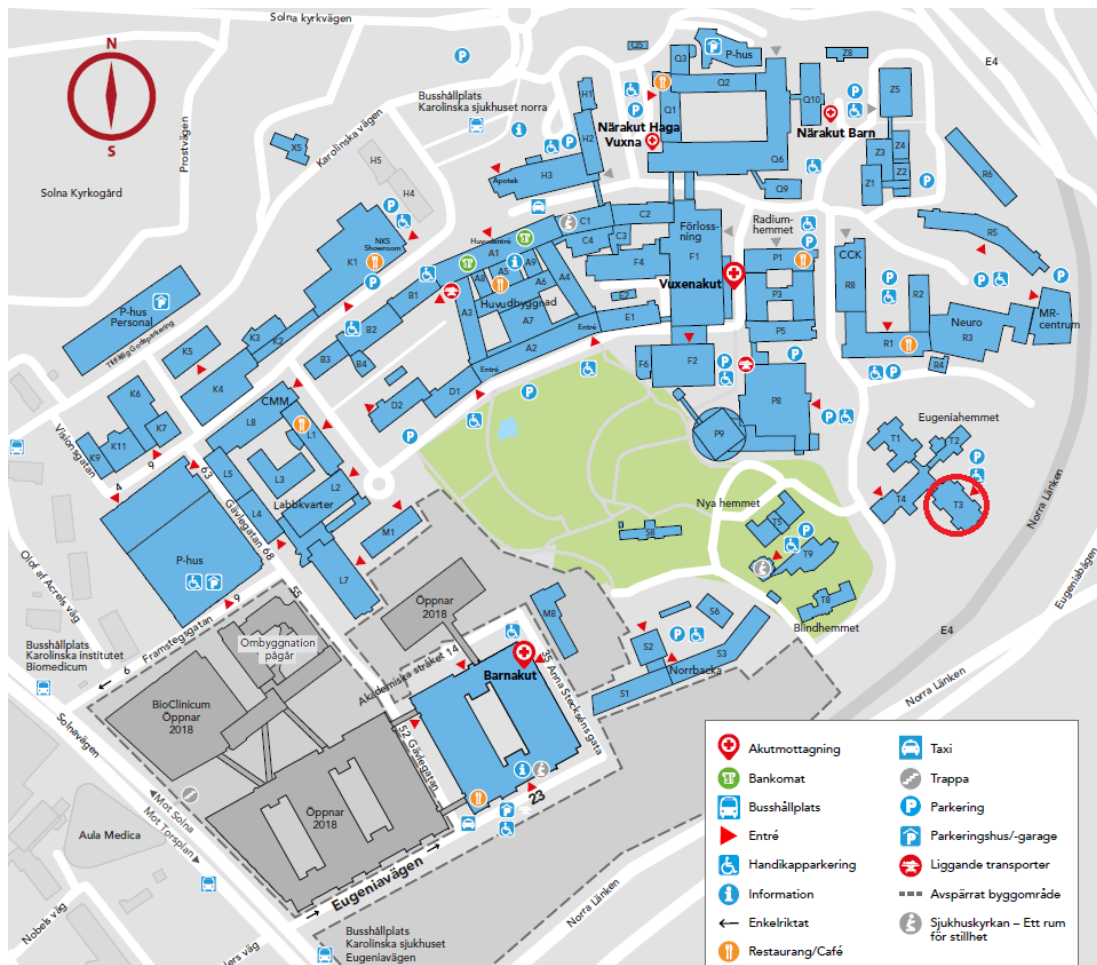 Solna kyrkvägen
N
S
P-hus
Q3
Q2
Z8
E4
Busshållplats
Karolinska sjukhuset norra
H1
Q1
Q10
Z5
Närakut Haga
Vuxna
Närakut Barn
Prostvägen
Karolinska vägen
X5
H5
H2
Z4
Z3
Z2
Z1
R6
Solna Kyrkogård
H4
Apotek
H3
Q6
Q9
NKS
Showroom
K1
Huvudentré
C1
C2
C3
C4
Förloss-
ning
F1
Radium-
hemmet
R5
A1
A9
A8
A5
A6
A4
A3
A7
Huvudbyggnad
F4
Vuxenakut
P1
P3
P5
CCK
R8
R2
MR-
centrum
P-hus
Personal
Tillfällig Godsparkering
B1
B2
B3
B4
E2
E1
Entré
A2
Entré
Neuro
R3
R1
R4
K5
K3
K2
K4
F6
F2
K6
K7
K11
K9
CMM
L8
L1
D2
D1
P8
P9
Eugeniahemmet
T1
T2
T4
T3
Visionsgatan
4
9
63
L5
L3
L2
Labbkvarter
L4
Gävlegatan
68
M1
Nya hemmet
S8
T5
T9
Norra Länken
P-hus
L7
55
T8
Blindhemmet
Olof af Acrels väg
9
Framstegsgatan
6
Öppnar
2018
M8
S6
S2
S3
Norrbacka
S1
Eugeniavägen
E4
Busshållplats
Karolinska institutet
Biomedicum
Ombyggnation
pågår
Akademiska stråket 14
Barnakut
35 Anna Steckséns gata
Norra Länken
BioClinicum
Öppnar
2018
Solnavägen
52 Gävlegatan
23
Mot Solna
Mot Torsplan
Öppnar
2018
Aula Medica
Eugeniavägen
Norra Länken
Nobels väg
lers väg
Busshållplats
Karolinska sjukhuset
Eugeniavägen
Akutmottagning
Bankomat
Busshållplats
Entré
Handikapparkering
Information
Enkelriktat
Restaurang/Café
Taxi
Trappa
Parkering
Parkeringshus/-garage
Liggande transporter
Avspärrat byggområde
Sjukhuskyrkan – Ett rum
för stillhet